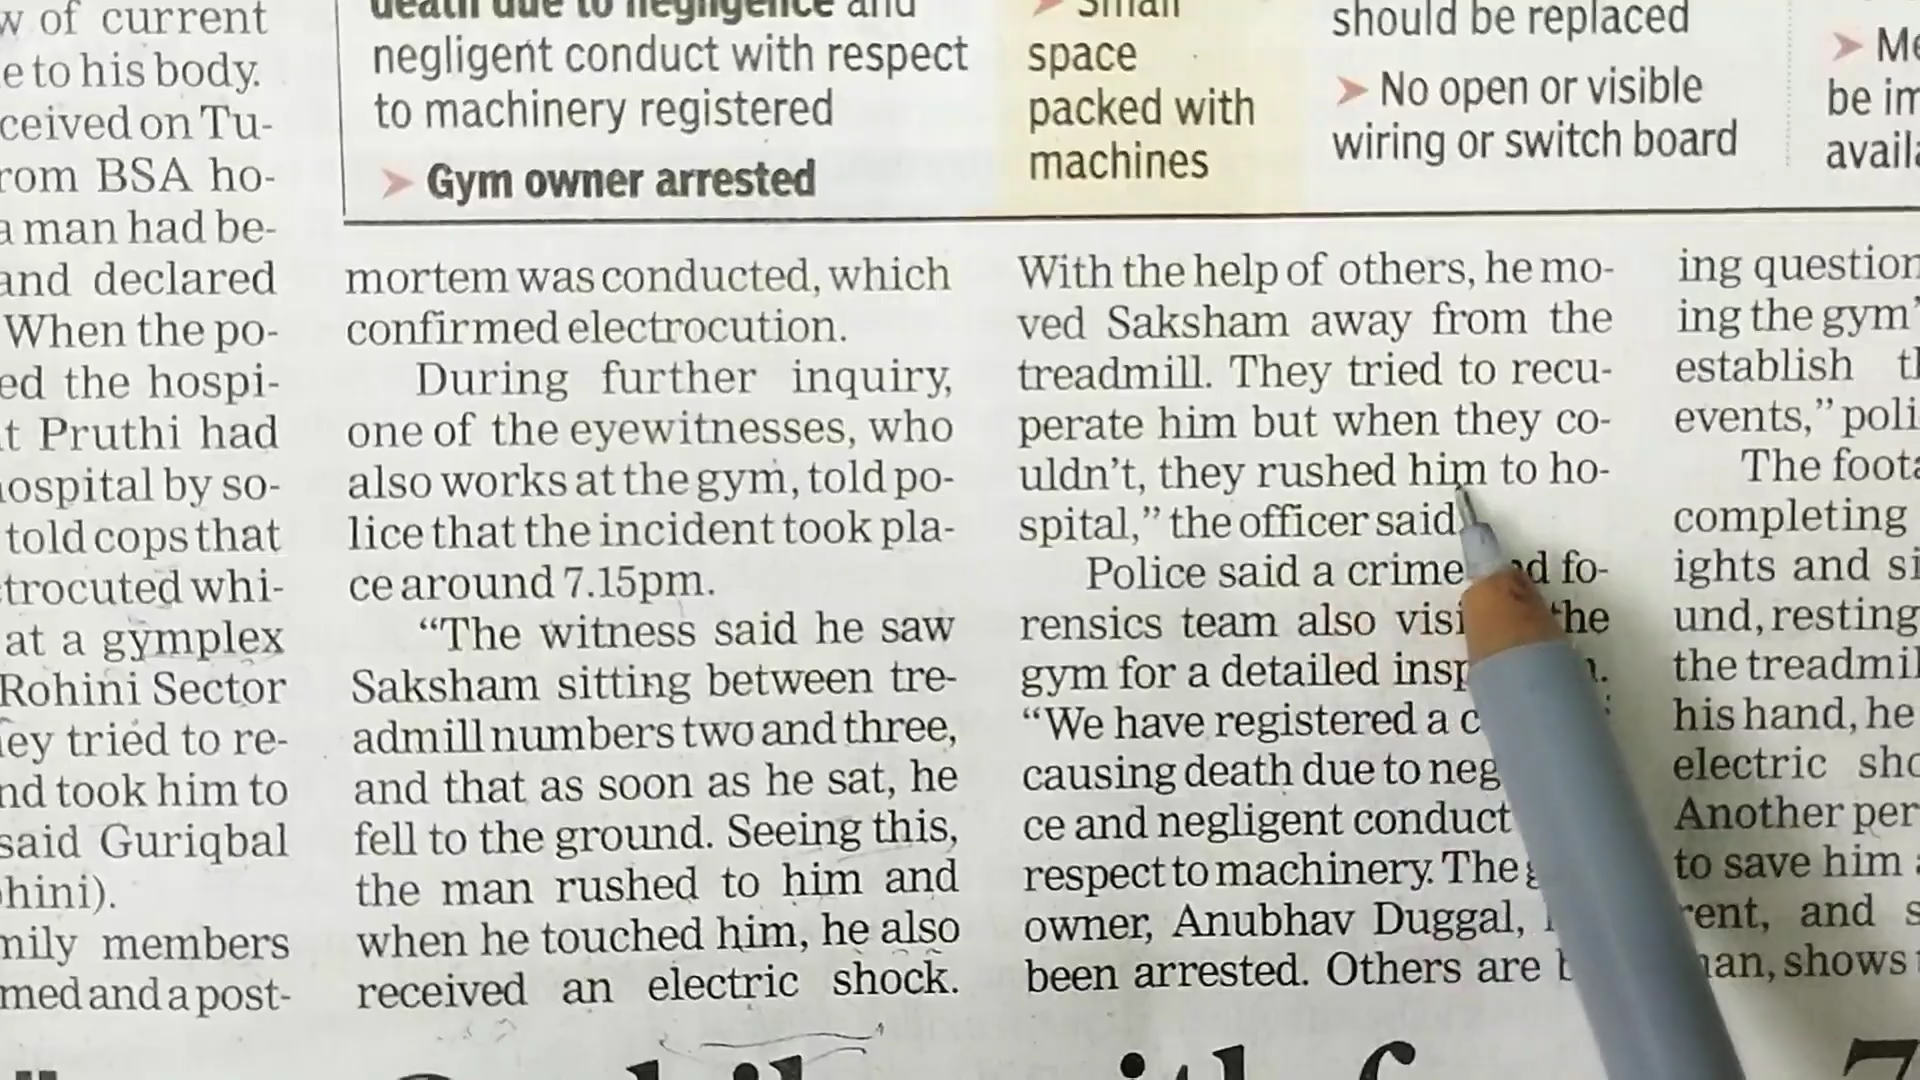 w of current
e to his body.
ceived on Tu-
rom BSA ho-
a man had be-
and declared
When the po-
ed the hospi-
t Pruthi had
ospital by so-
told cops that
trocuted whi-
at a gymplex
Rohini Sector
ey tried to re-
nd took him to
said Guriqbal
hini).
mily members
med and a post-
death due to negligence and
negligent conduct with respect
to machinery registered
➤ Gym owner arrested
➤ Small
space
packed with
machines
should be replaced
➤ No open or visible
wiring or switch board
➤ Me
be im
availa
mortem was conducted, which
confirmed electrocution.
During further inquiry,
one of the eyewitnesses, who
also works at the gym, told po-
lice that the incident took pla-
ce around 7.15pm.
“The witness said he saw
Saksham sitting between tre-
admill numbers two and three,
and that as soon as he sat, he
fell to the ground. Seeing this,
the man rushed to him and
when he touched him, he also
received an electric shock.
With the help of others, he mo-
ved Saksham away from the
treadmill. They tried to recu-
perate him but when they co-
uldn’t, they rushed him to ho-
spital,” the officer said
Police said a crime fo-
rensics team also visi the
gym for a detailed insp
“We have registered a c
causing death due to neg
ce and negligent conduct
respect to machinery. The
owner, Anubhav Duggal,
been arrested. Others are
ing question
ing the gym’
establish t
events,” poli
The foota
completing
ights and si
und, resting
the treadmil
his hand, he
electric sho
Another per
to save him
rent, and s
an, shows